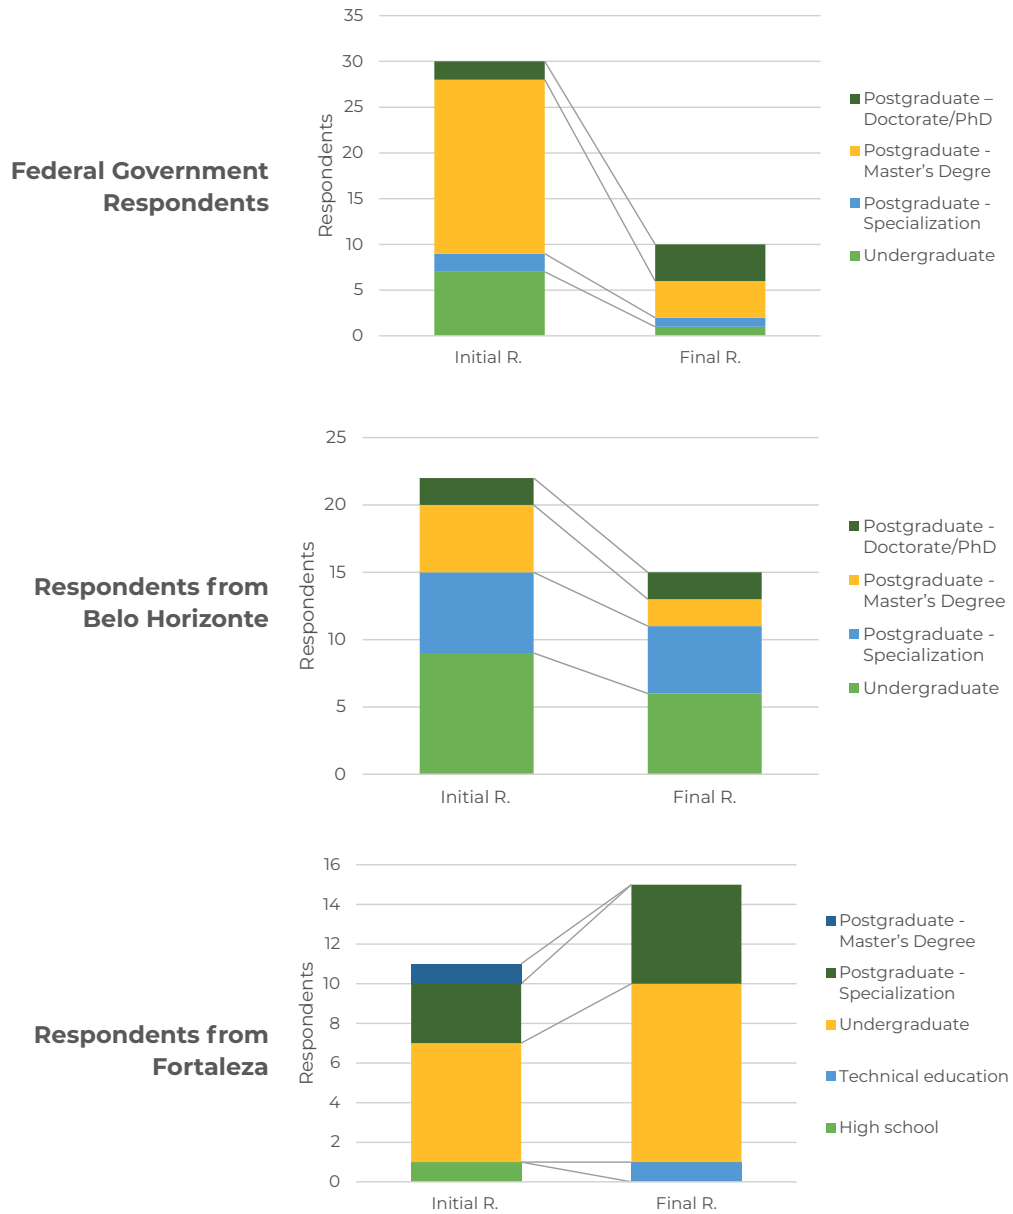 Federal Government
Respondents
Respondents
35
30
25
20
15
10
5
0
Initial R.
Final R.
Postgraduate –
Doctorate/PhD
Postgraduate -
Master's Degre
Postgraduate -
Specialization
Undergraduate
Respondents from
Belo Horizonte
Respondents
25
20
15
10
5
0
Initial R.
Final R.
Postgraduate -
Doctorate/PhD
Postgraduate -
Master's Degree
Postgraduate -
Specialization
Undergraduate
Respondents from
Fortaleza
Respondents
16
14
12
10
8
6
4
2
0
Initial R.
Final R.
Postgraduate -
Master's Degree
Postgraduate -
Specialization
Undergraduate
Technical education
High school